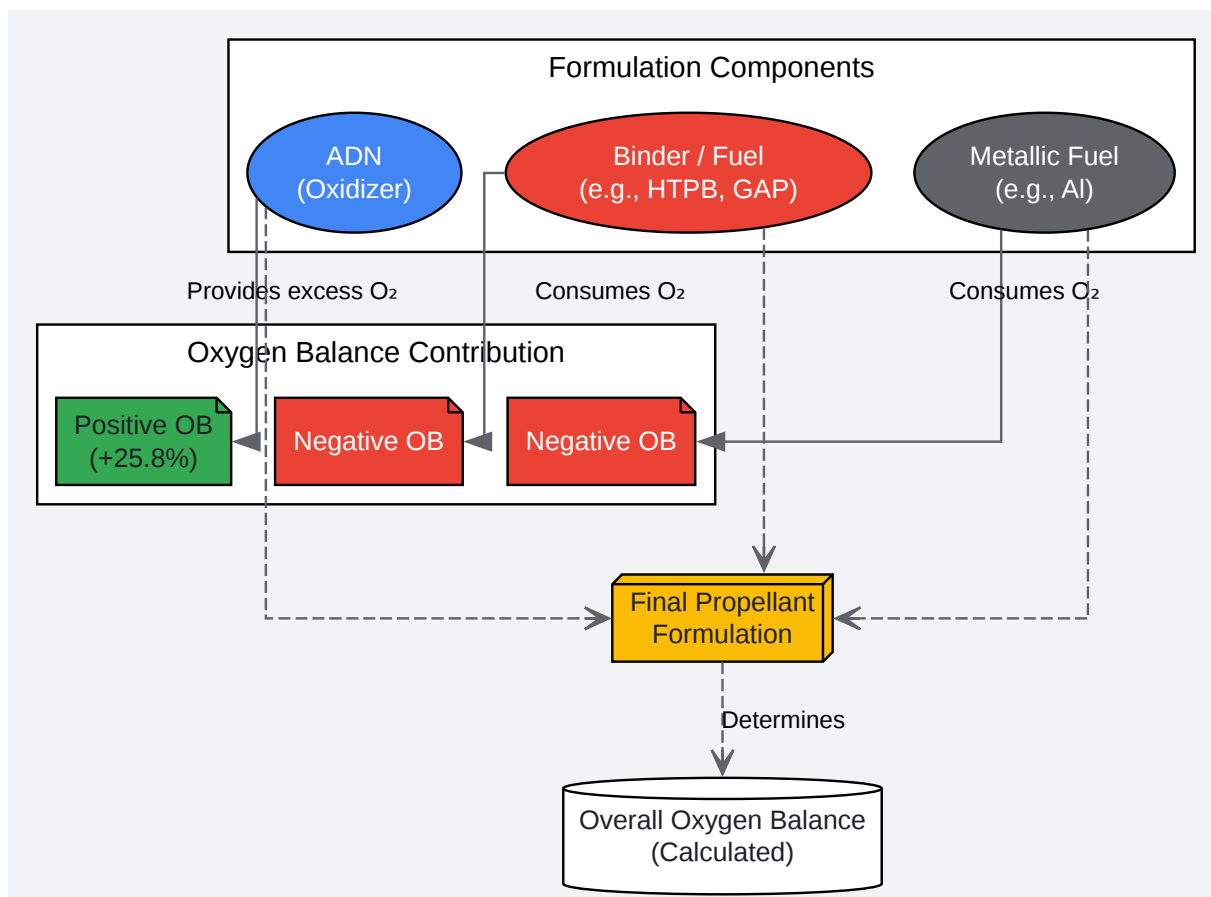 Formulation Components
ADN
(Oxidizer)
Binder / Fuel
(e.g., HTPB, GAP)
Metallic Fuel
(e.g., Al)
Provides excess O₂
Consumes O₂
Consumes O₂
Oxygen Balance Contribution
Positive OB
(+25.8%)
Negative OB
Negative OB
Final Propellant
Formulation
Determines
Overall Oxygen Balance
(Calculated)